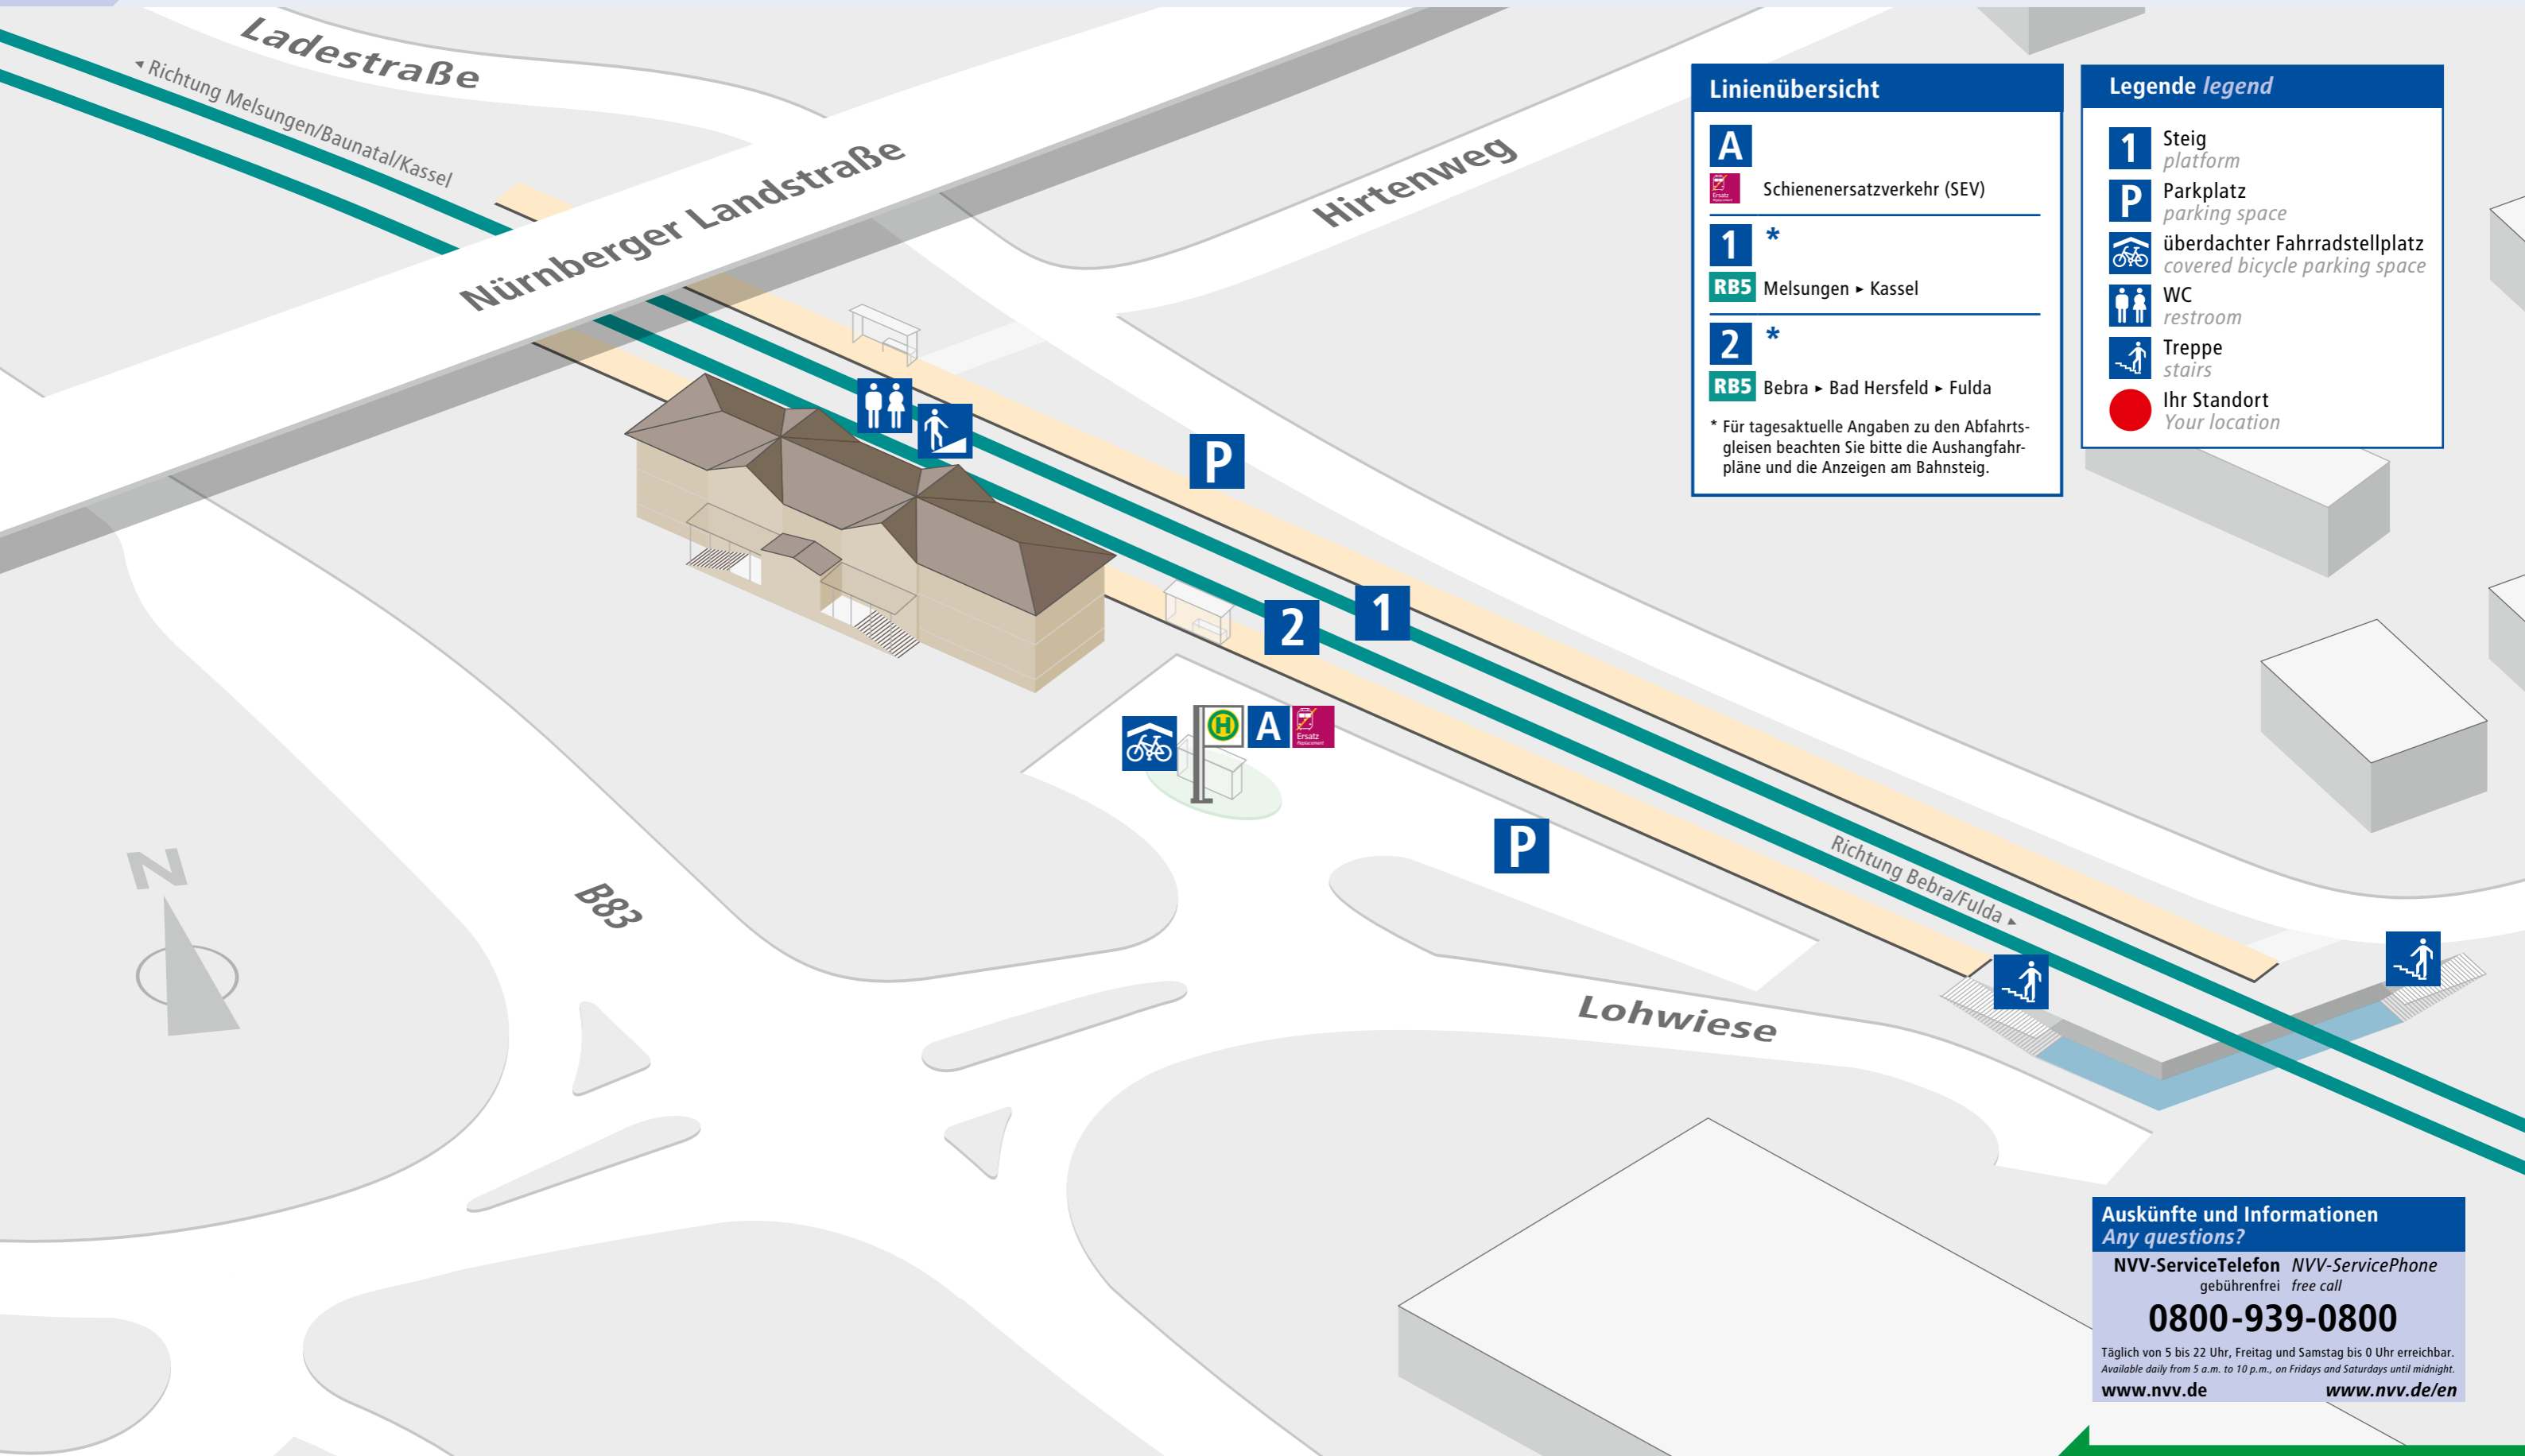 Ladestraße
◂ Richtung Melsungen/Baunatal/Kassel
Nürnberger Landstraße
Hirtenweg
Linienübersicht
A
Ersatz
Replacement
Schienenersatzverkehr (SEV)
1 *
RB5 Melsungen ▸ Kassel
2 *
RB5 Bebra ▸ Bad Hersfeld ▸ Fulda
* Für tagesaktuelle Angaben zu den Abfahrts-
gleisen beachten Sie bitte die Aushangfahr-
pläne und die Anzeigen am Bahnsteig.
Legende legend
1 Steig
platform
P Parkplatz
parking space
überdachter Fahrradstellplatz
covered bicycle parking space
WC
restroom
Treppe
stairs
Ihr Standort
Your location
P
2
1
H A
Ersatz
Replacement
P
N
B83
Richtung Bebra/Fulda ▸
Lohwiese
Auskünfte und Informationen
Any questions?
NVV-ServiceTelefon NVV-ServicePhone
gebührenfrei free call
0800-939-0800
Täglich von 5 bis 22 Uhr, Freitag und Samstag bis 0 Uhr erreichbar.
Available daily from 5 a.m. to 10 p.m., on Fridays and Saturdays until midnight.
www.nvv.de www.nvv.de/en